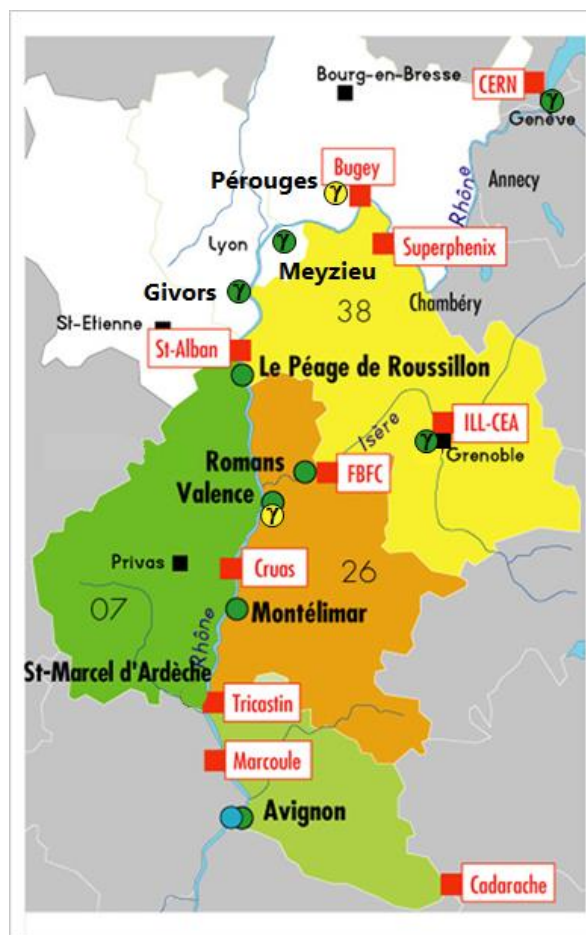 Bourg-en-Bresse
CERN
γ
Genève
Pérouges
γ
Bugey
Rhône
Annecy
Lyon
γ
Meyzieu
Superphenix
Givors
γ
Chambéry
38
St-Etienne
St-Alban
Le Péage de Roussillon
ILL-CEA
γ
Grenoble
Isère
Romans
FBFC
Valence
γ
Privas
Cruas
26
07
Montélimar
Rhône
St-Marcel d'Ardèche
Tricastin
Marcoule
Avignon
Cadarache